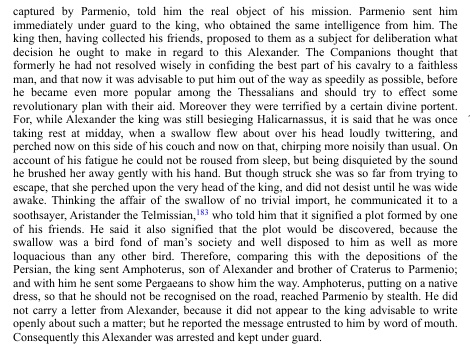 captured by Parmenio, told him the real object of his mission. Parmenio sent him
immediately under guard to the king, who obtained the same intelligence from him. The
king then, having collected his friends, proposed to them as a subject for deliberation what
decision he ought to make in regard to this Alexander. The Companions thought that
formerly he had not resolved wisely in confiding the best part of his cavalry to a faithless
man, and that now it was advisable to put him out of the way as speedily as possible, before
he became even more popular among the Thessalians and should try to effect some
revolutionary plan with their aid. Moreover they were terrified by a certain divine portent.
For, while Alexander the king was still besieging Halicarnassus, it is said that he was once
taking rest at midday, when a swallow flew about over his head loudly twittering, and
perched now on this side of his couch and now on that, chirping more noisily than usual. On
account of his fatigue he could not be roused from sleep, but being disquieted by the sound
he brushed her away gently with his hand. But though struck she was so far from trying to
escape, that she perched upon the very head of the king, and did not desist until he was wide
awake. Thinking the affair of the swallow of no trivial import, he communicated it to a
soothsayer, Aristander the Telmissian,183 who told him that it signified a plot formed by one
of his friends. He said it also signified that the plot would be discovered, because the
swallow was a bird fond of man's society and well disposed to him as well as more
loquacious than any other bird. Therefore, comparing this with the depositions of the
Persian, the king sent Amphoterus, son of Alexander and brother of Craterus to Parmenio;
and with him he sent some Pergaeans to show him the way. Amphoterus, putting on a native
dress, so that he should not be recognised on the road, reached Parmenio by stealth. He did
not carry a letter from Alexander, because it did not appear to the king advisable to write
openly about such a matter; but he reported the message entrusted to him by word of mouth.
Consequently this Alexander was arrested and kept under guard.